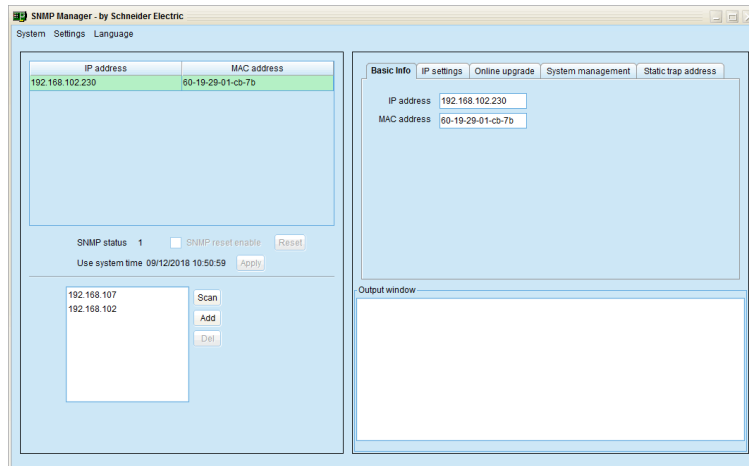 SNMP Manager - by Schneider Electric
System Settings Language
IP address MAC address
192.168.102.230 60-19-29-01-cb-7b
SNMP status 1 SNMP reset enable Reset
Use system time 09/12/2018 10:50:59 Apply
192.168.107
192.168.102
Scan
Add
Del
Basic Info IP settings Online upgrade System management Static trap address
IP address 192.168.102.230
MAC address 60-19-29-01-cb-7b
Output window